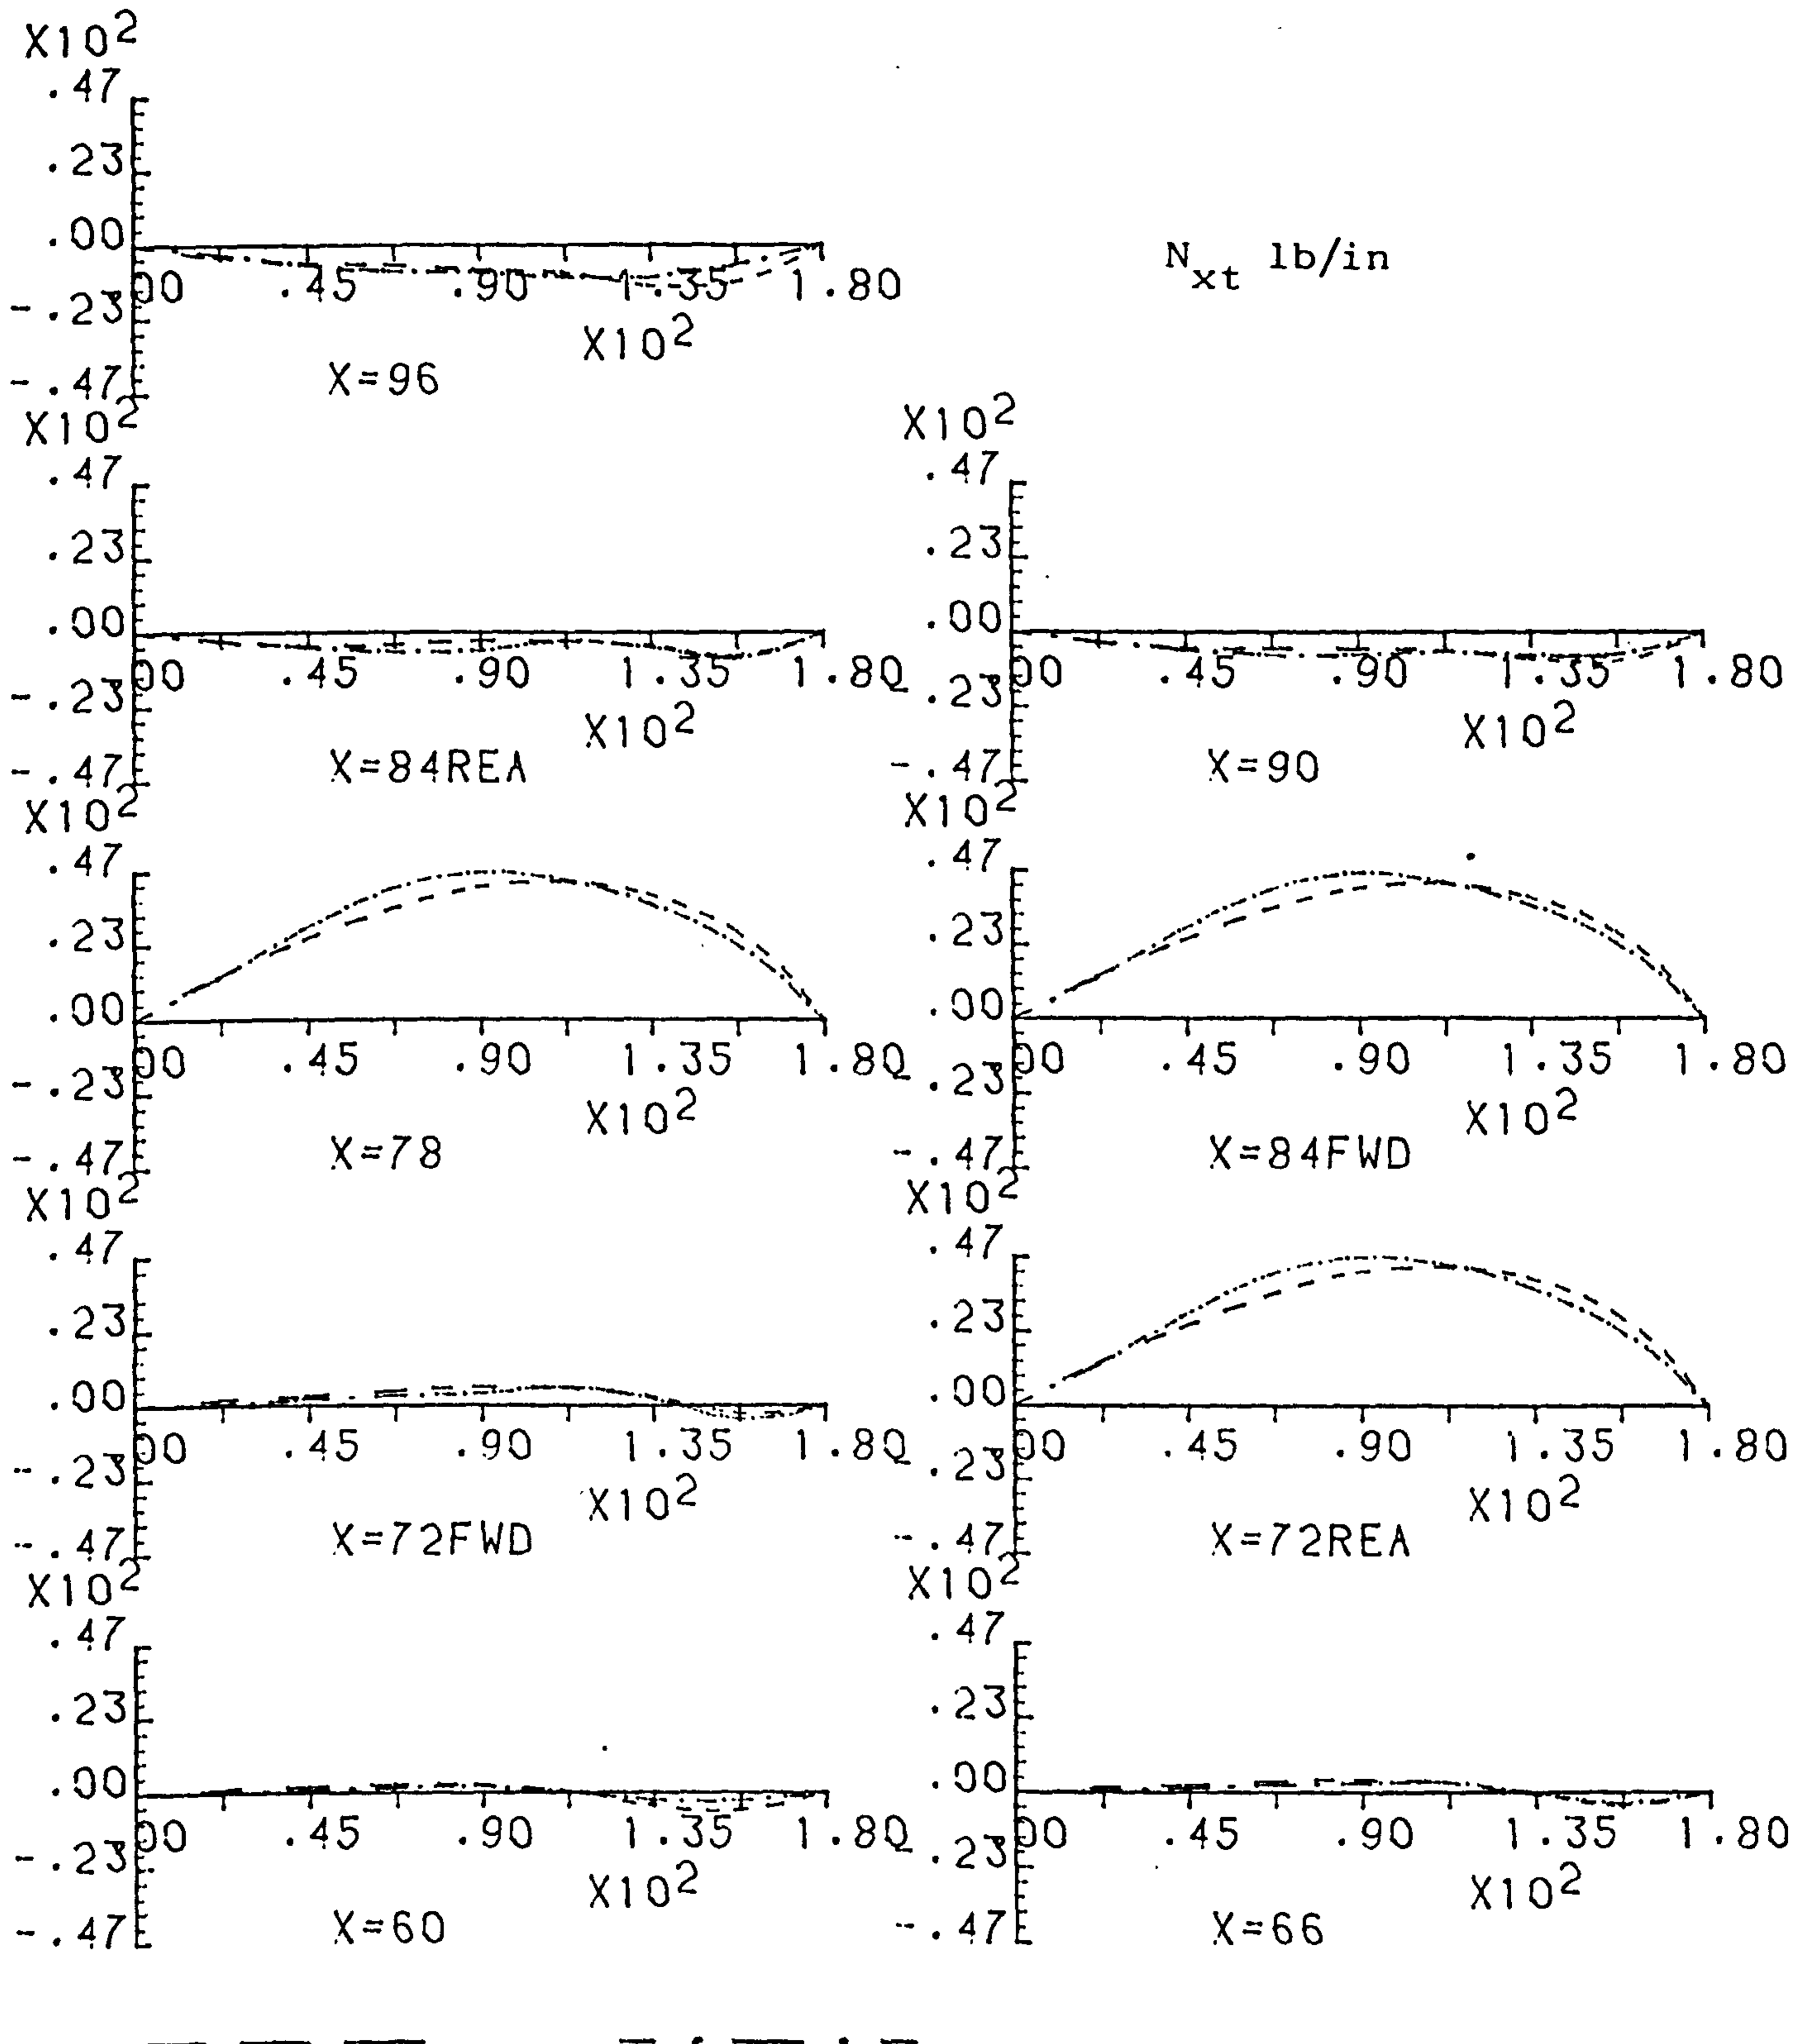 X10²
.47
.23
.00
-.23
-.47
00 .45 .90 1.35 1.80
X10²
X=96
N_xt lb/in
X10²
.47
.23
.00
-.23
-.47
00 .45 .90 1.35 1.80
X10²
X=84REA
X10²
.47
.23
.00
-.23
-.47
00 .45 .90 1.35 1.80
X10²
X=90
X10²
.47
.23
.00
-.23
-.47
00 .45 .90 1.35 1.80
X10²
X=78
X10²
.47
.23
.00
-.23
-.47
00 .45 .90 1.35 1.80
X10²
X=84FWD
X10²
.47
.23
.00
-.23
-.47
00 .45 .90 1.35 1.80
X10²
X=72FWD
X10²
.47
.23
.00
-.23
-.47
00 .45 .90 1.35 1.80
X10²
X=72REA
X10²
.47
.23
.00
-.23
-.47
00 .45 .90 1.35 1.80
X10²
X=60
X10²
.47
.23
.00
-.23
-.47
00 .45 .90 1.35 1.80
X10²
X=66